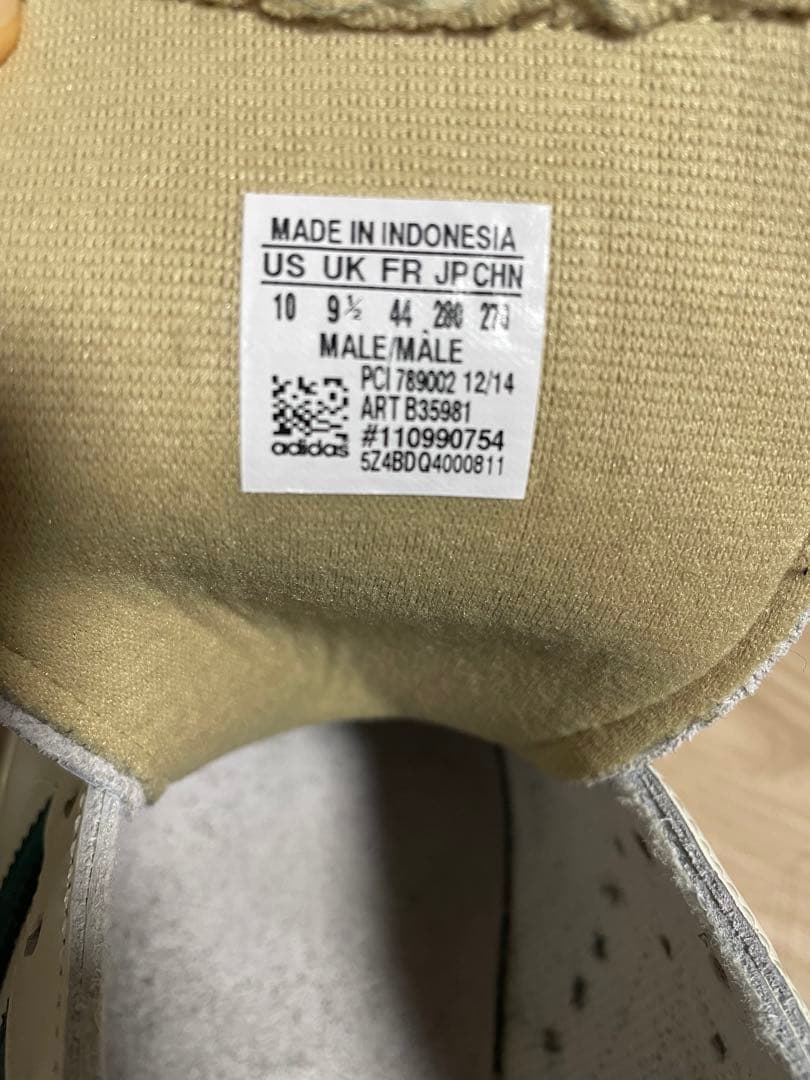 MADE IN INDONESIA
US UK FR JP CHN
10 9½ 44 280
MALE/MÂLE
PCI 789002 12/14
ART B35981
#110990754
adidas
5Z4BDQ4000811